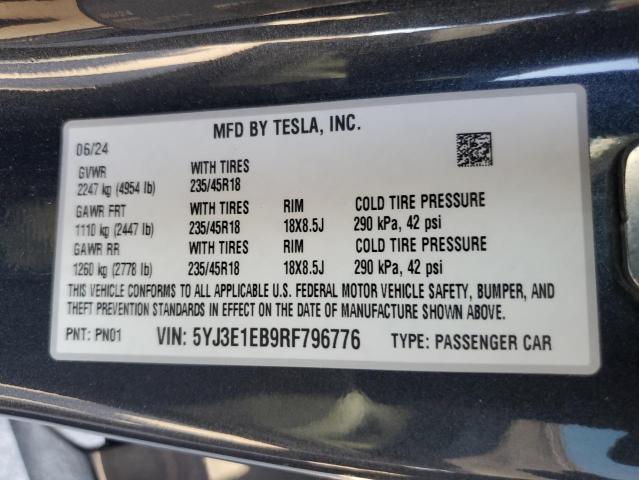 MFD BY TESLA, INC.
06/24
GVWR WITH TIRES
2247 kg (4954 lb) 235/45R18
GAWR FRT WITH TIRES RIM COLD TIRE PRESSURE
1110 kg (2447 lb) 235/45R18 18X8.5J 290 kPa, 42 psi
GAWR RR WITH TIRES RIM COLD TIRE PRESSURE
1260 kg (2778 lb) 235/45R18 18X8.5J 290 kPa, 42 psi
THIS VEHICLE CONFORMS TO ALL APPLICABLE U.S. FEDERAL MOTOR VEHICLE SAFETY, BUMPER, AND
THEFT PREVENTION STANDARDS IN EFFECT ON THE DATE OF MANUFACTURE SHOWN ABOVE.
PNT: PN01 VIN: 5YJ3E1EB9RF796776 TYPE: PASSENGER CAR